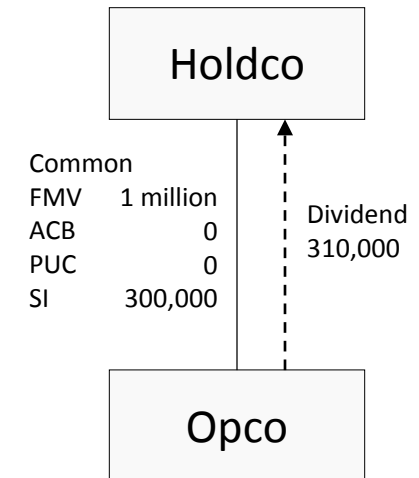 Holdco
Common
FMV 1 million
ACB 0
PUC 0
SI 300,000
Dividend
310,000
Opco